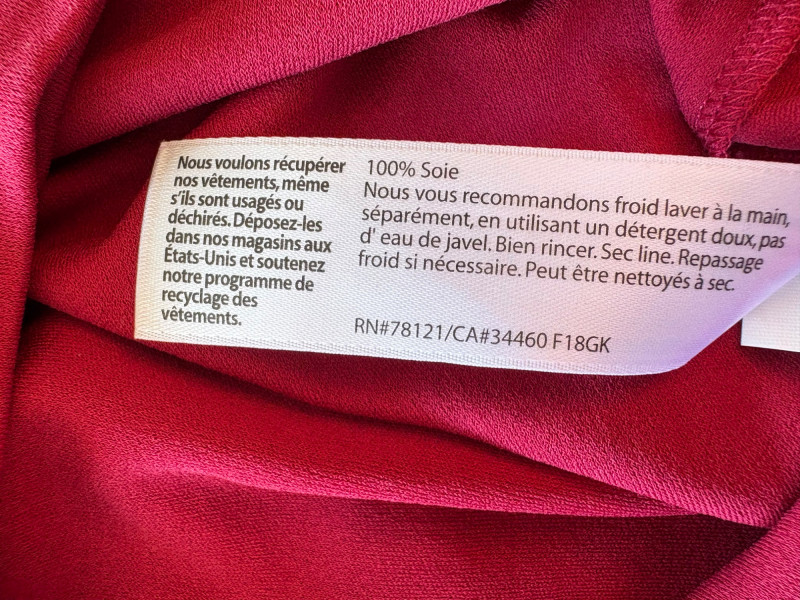 Nous voulons récupérer
nos vêtements, même
s'ils sont usagés ou
déchirés. Déposez-les
dans nos magasins aux
États-Unis et soutenez
notre programme de
recyclage des
vêtements.
100% Soie
Nous vous recommandons froid laver à la main,
séparément, en utilisant un détergent doux, pas
d' eau de javel. Bien rincer. Sec line. Repassage
froid si nécessaire. Peut être nettoyés à sec.
RN#78121/CA#34460 F18GK